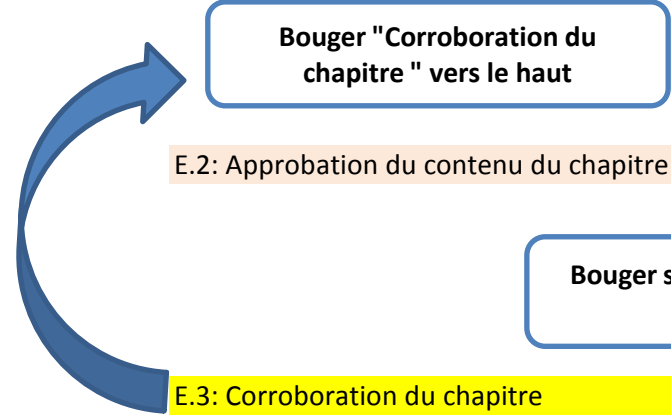 Bouger "Corroboration du
chapitre " vers le haut
E.2: Approbation du contenu du chapitre
Bouger
E.3: Corroboration du chapitre